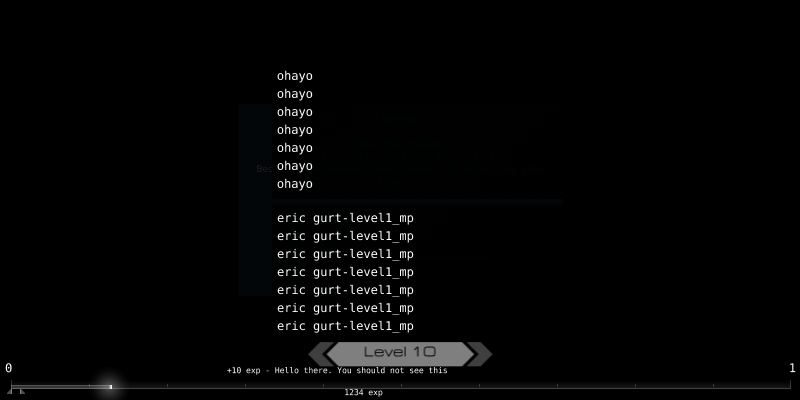 ohayo
ohayo
ohayo
ohayo
ohayo
ohayo
ohayo
eric gurt-level1_mp
eric gurt-level1_mp
eric gurt-level1_mp
eric gurt-level1_mp
eric gurt-level1_mp
eric gurt-level1_mp
eric gurt-level1_mp
Level 10
0
1
+10 exp - Hello there. You should not see this
1234 exp